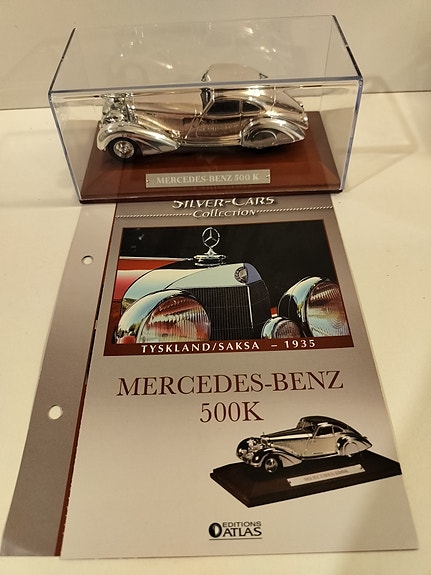 MERCEDES-BENZ 500 K
SILVER-CARS
COLLECTION
TYSKLAND/SAKSA – 1935
MERCEDES-BENZ
500K
EDITIONS
ATLAS